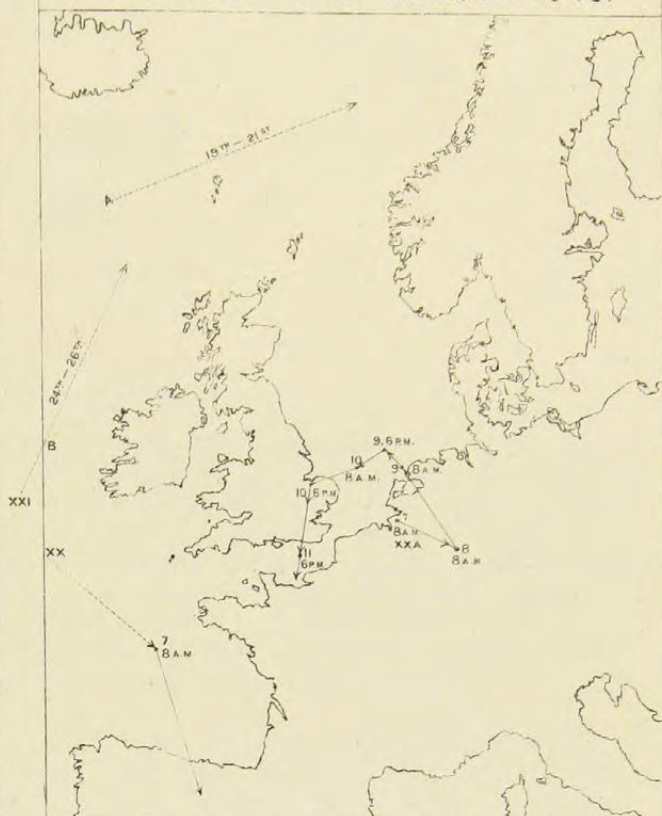 18TH – 21ST
A
24TH – 26TH
B
XXI
XX
7
8 A.M.
9, 6 P.M.
10
8 A.M.
9
8 A.M.
10, 6 P.M.
11
6 P.M.
7
8 A.M.
XXA
8
8 A.M.